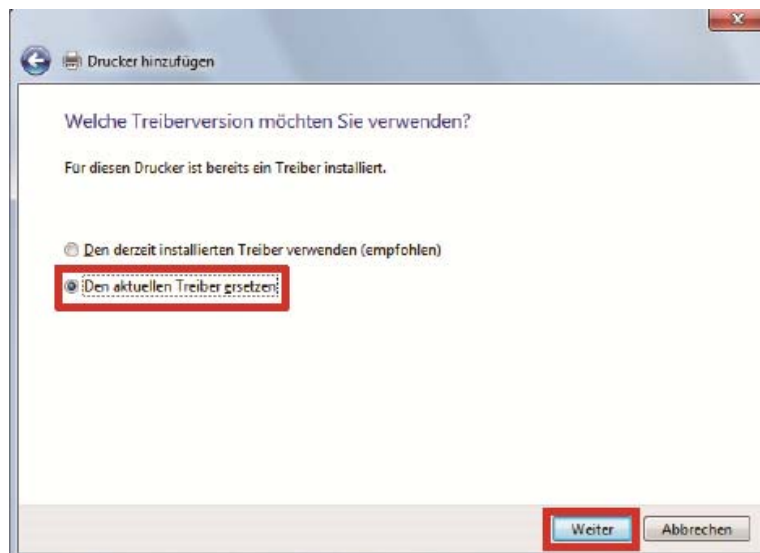 Drucker hinzufügen
Welche Treiberversion möchten Sie verwenden?
Für diesen Drucker ist bereits ein Treiber installiert.
Den derzeit installierten Treiber verwenden (empfohlen)
Den aktuellen Treiber ersetzen
Weiter
Abbrechen